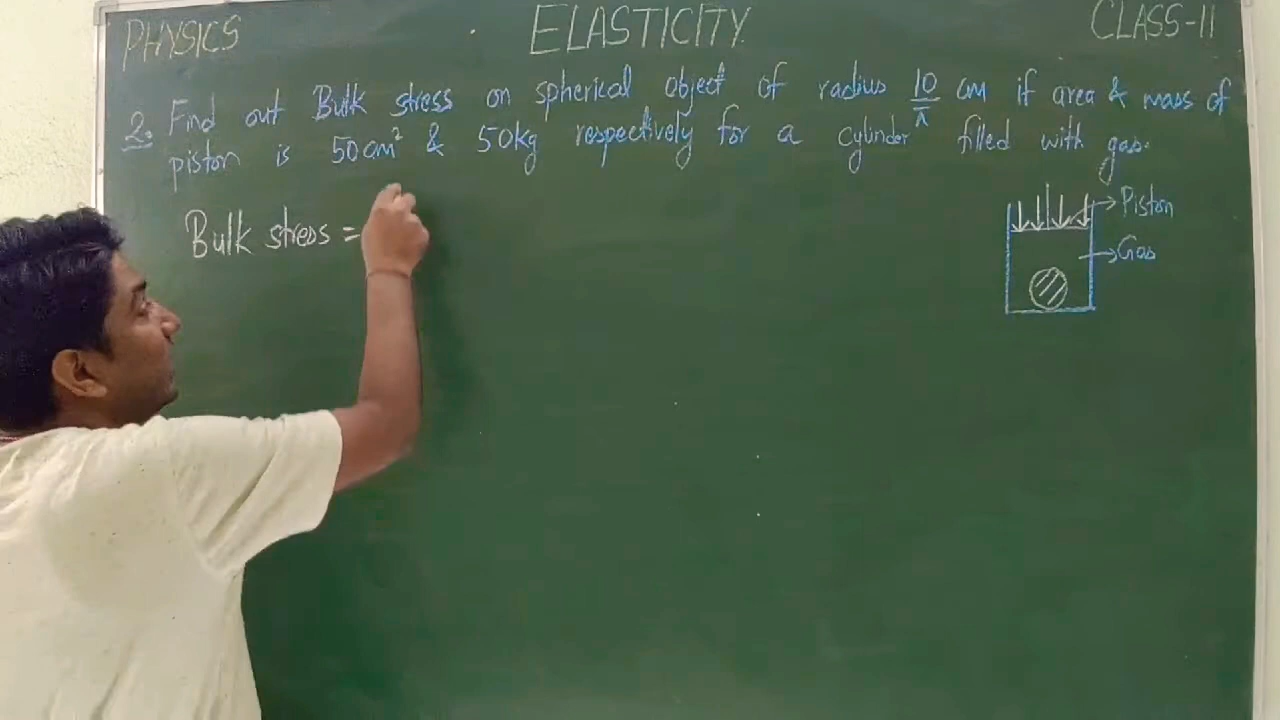 PHYSICS ELASTICITY CLASS-11
2. Find out Bulk stress on spherical object of radius 10/π cm if area & mass of
piston is 50cm² & 50kg respectively for a cylinder filled with gas.
Bulk stress =
Piston
Gas